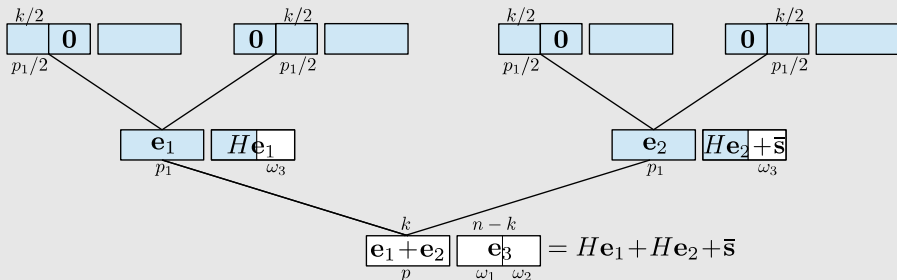 k/2 k/2 k/2 k/2
0 0 0 0
p₁/2 p₁/2 p₁/2 p₁/2
e₁ He₁ e₂ He₂+s̄
p₁ ω₃ p₁ ω₃
k n−k
e₁+e₂ e₃ = He₁+He₂+s̄
p ω₁ ω₂